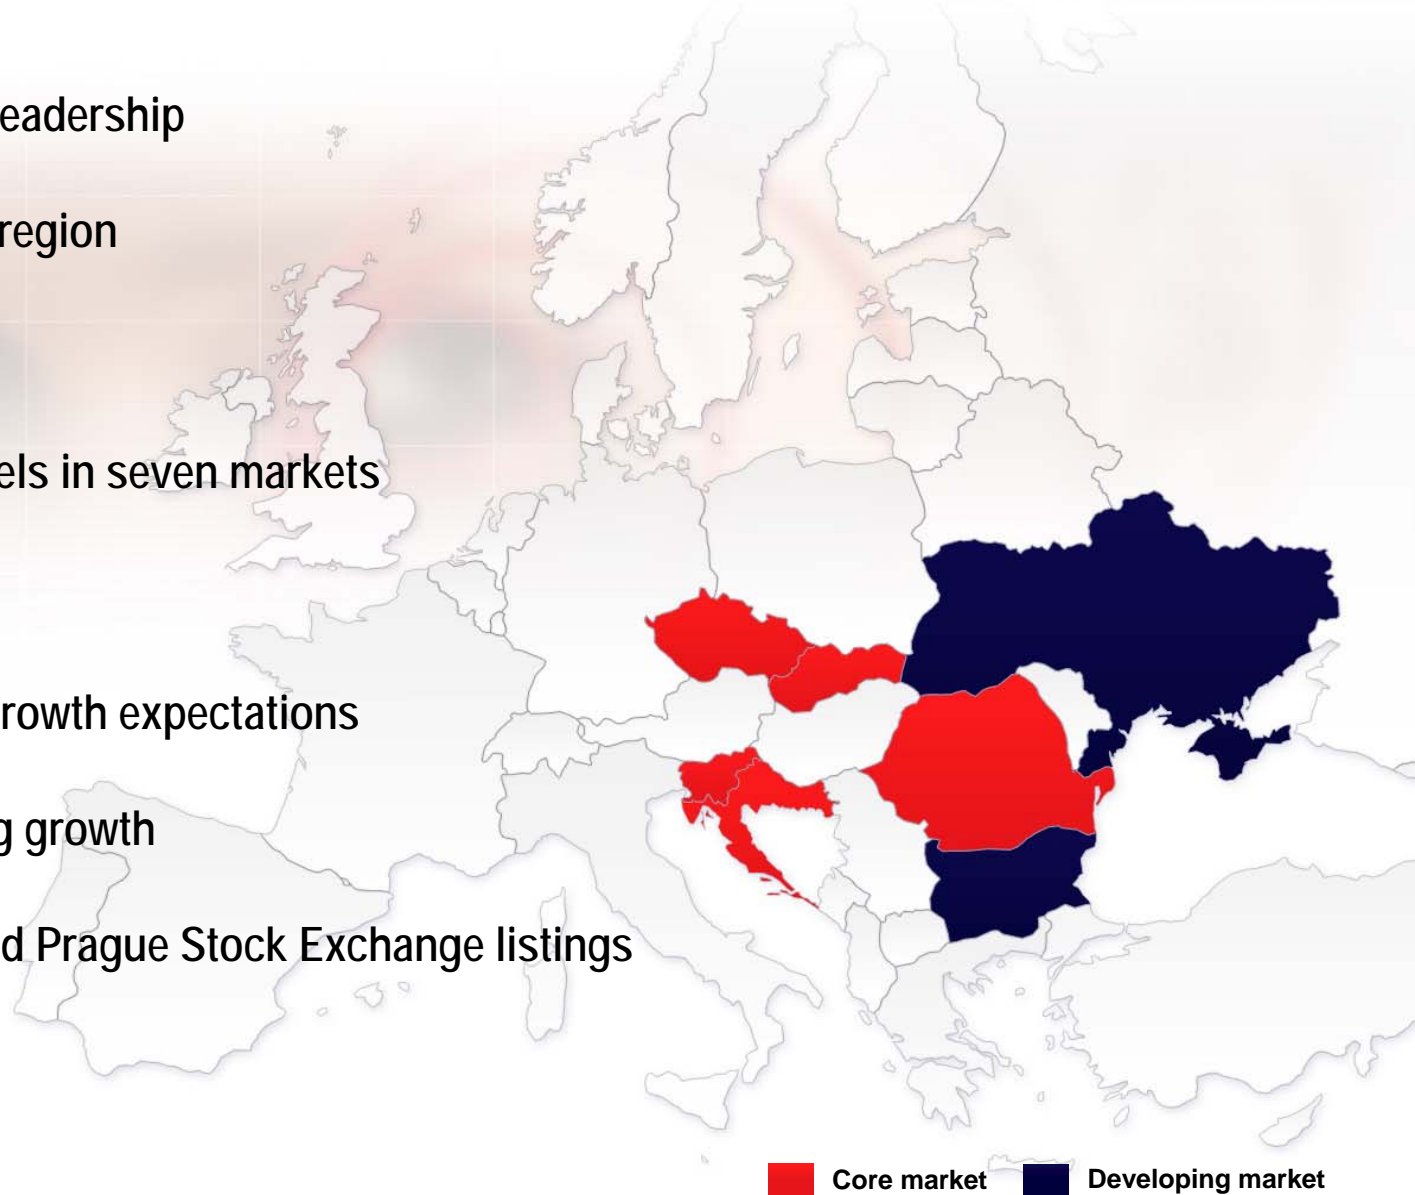 eadership
region
els in seven markets
rowth expectations
g growth
d Prague Stock Exchange listings
Core market
Developing market